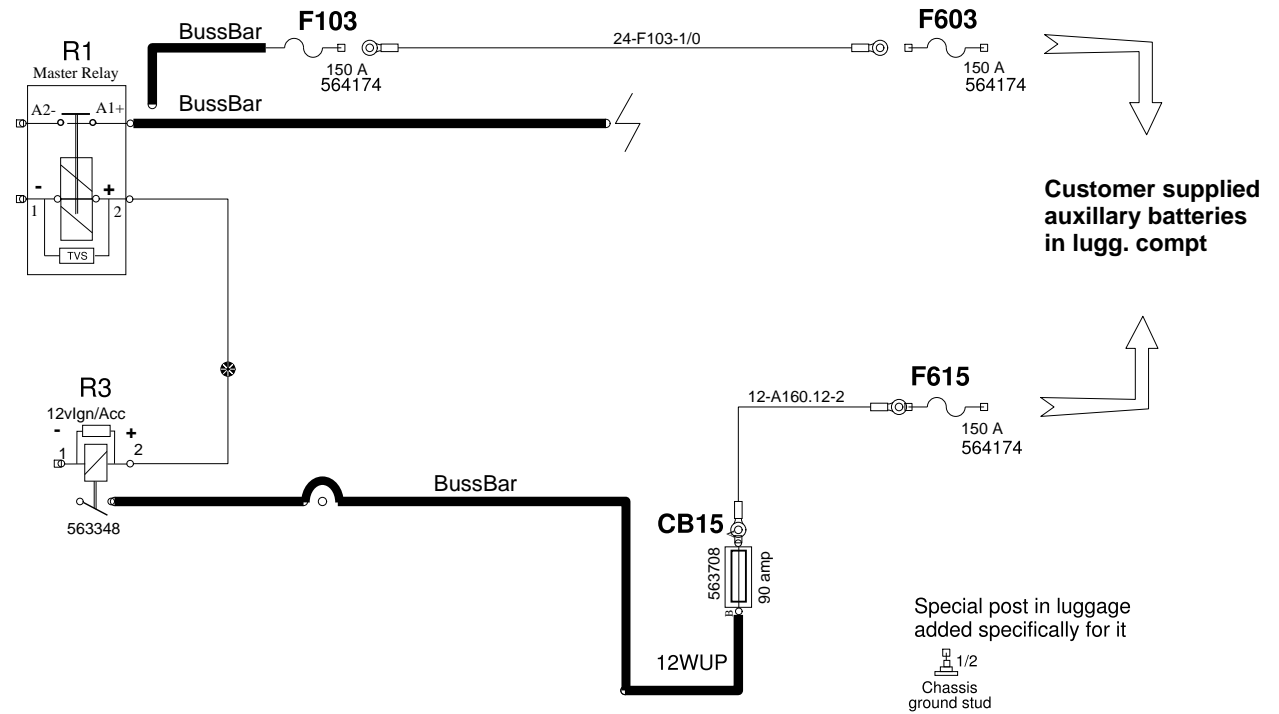 BussBar
F103
24-F103-1/0
F603
150 A
564174
150 A
564174
R1
Master Relay
A2-
A1+
BussBar
-
+
1
2
TVS
Customer supplied
auxillary batteries
in lugg. compt
R3
12vIgn/Acc
-
+
1
2
563348
BussBar
12-A160.12-2
F615
150 A
564174
CB15
A
563708
90 amp
B
12WUP
Special post in luggage
added specifically for it
1/2
Chassis
ground stud